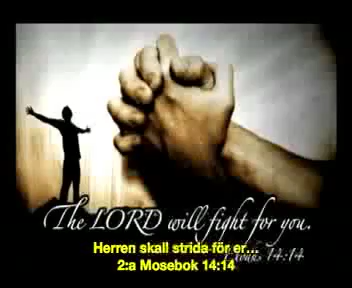 The LORD will fight for you.
Herren skall strida för er...
Exodus 14:14
2:a Mosebok 14:14